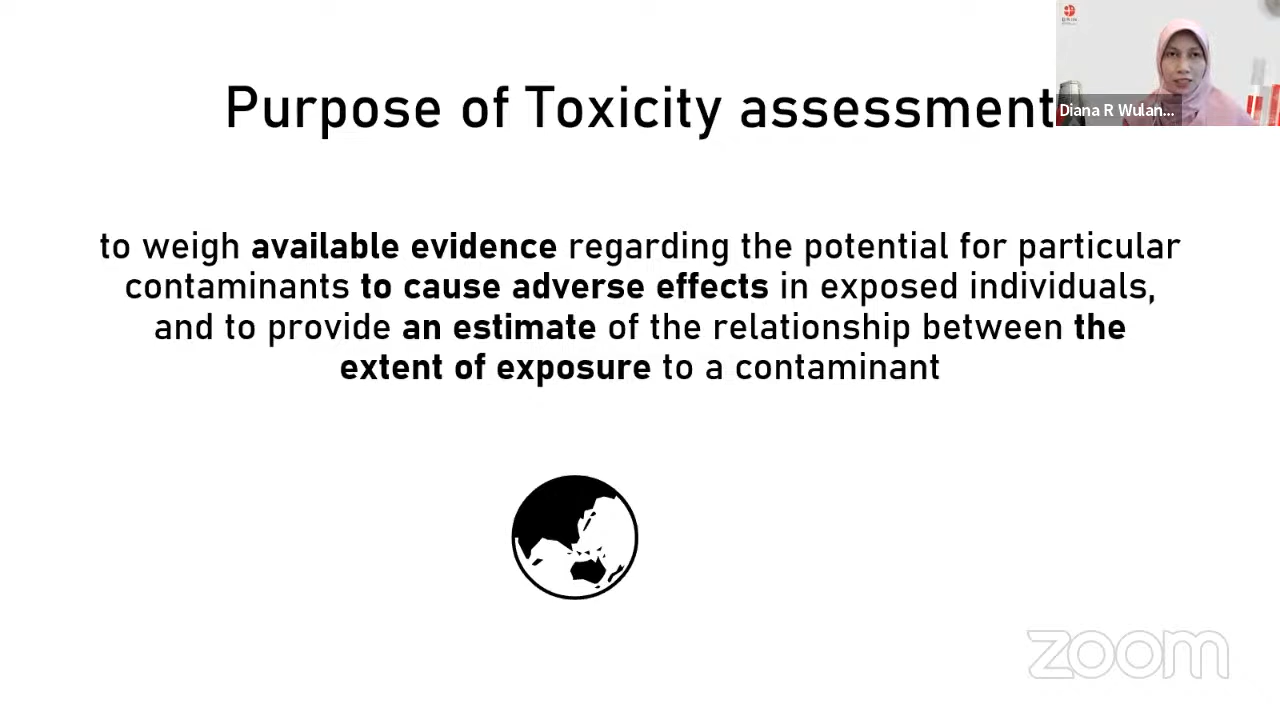 Purpose of Toxicity assessment
Diana R Wulan...
to weigh available evidence regarding the potential for particular
contaminants to cause adverse effects in exposed individuals,
and to provide an estimate of the relationship between the
extent of exposure to a contaminant
zoom